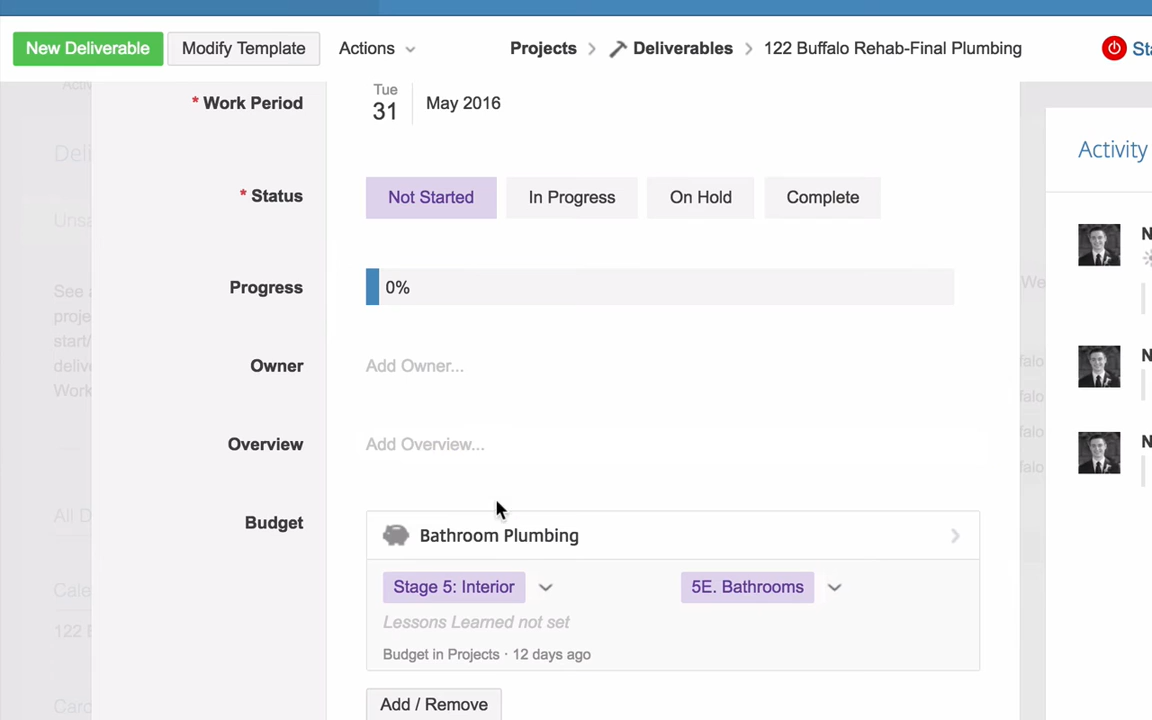 New Deliverable
Modify Template
Actions
Projects
Deliverables
122 Buffalo Rehab-Final Plumbing
Activity
* Work Period
Tue
31
May 2016
* Status
Not Started
In Progress
On Hold
Complete
Progress
0%
Owner
Add Owner...
Overview
Add Overview...
Budget
Bathroom Plumbing
Stage 5: Interior
5E. Bathrooms
Lessons Learned not set
Budget in Projects · 12 days ago
Add / Remove